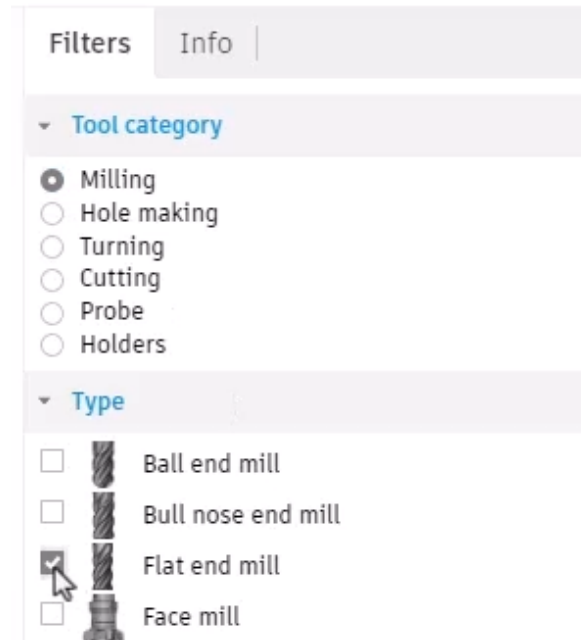 Filters Info
Tool category
Milling
Hole making
Turning
Cutting
Probe
Holders
Type
Ball end mill
Bull nose end mill
Flat end mill
Face mill